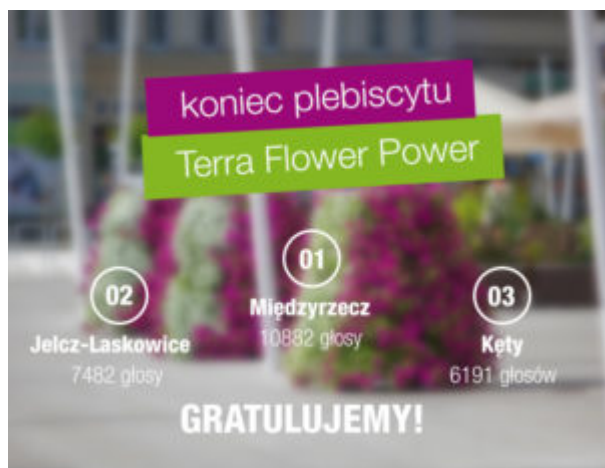 koniec plebiscytu
Terra Flower Power
01
Międzyrzecz
10882 głosy
02
Jelcz-Laskowice
7482 głosy
03
Kęty
6191 głosów
GRATULUJEMY!